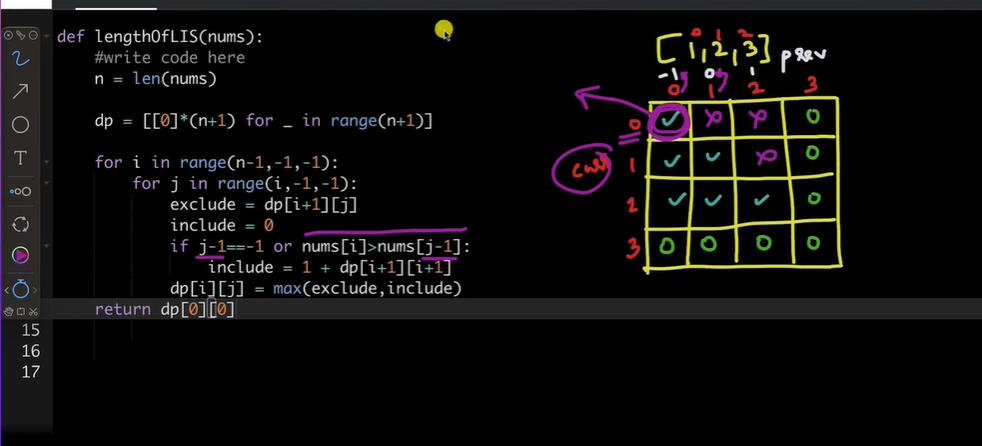 def lengthOfLIS(nums):
#write code here
n = len(nums)
dp = [[0]*(n+1) for _ in range(n+1)]
for i in range(n-1,-1,-1):
for j in range(i,-1,-1):
exclude = dp[i+1][j]
include = 0
if j-1==-1 or nums[i]>nums[j-1]:
include = 1 + dp[i+1][i+1]
dp[i][j] = max(exclude,include)
return dp[0][0]
15
16
17
T
0 1 2
[1,2,3]
-1 0 1 prev
0 1 2 3
0 ✓ x x 0
curr
1 ✓ ✓ x 0
2 ✓ ✓ ✓ 0
3 0 0 0 0